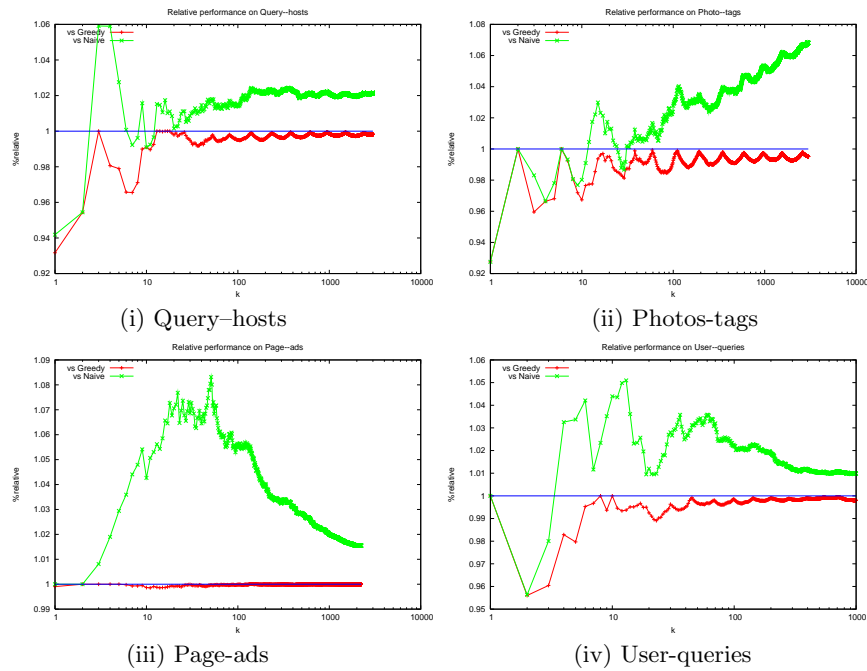 Relative performance on Query--hosts
1.06
1.04
1.02
1
0.98
0.96
0.94
0.92
%relative
vs Greedy
vs Naive
1
10
100
1000
10000
k
(i) Query–hosts
Relative performance on Photo--tags
1.08
1.06
1.04
1.02
1
0.98
0.96
0.94
0.92
%relative
vs Greedy
vs Naive
1
10
100
1000
10000
k
(ii) Photos-tags
Relative performance on Page--ads
1.09
1.08
1.07
1.06
1.05
1.04
1.03
1.02
1.01
1
0.99
%relative
vs Greedy
vs Naive
1
10
100
1000
10000
k
(iii) Page-ads
Relative performance on User--queries
1.06
1.05
1.04
1.03
1.02
1.01
1
0.99
0.98
0.97
0.96
0.95
%relative
vs Greedy
vs Naive
1
10
100
1000
k
(iv) User-queries